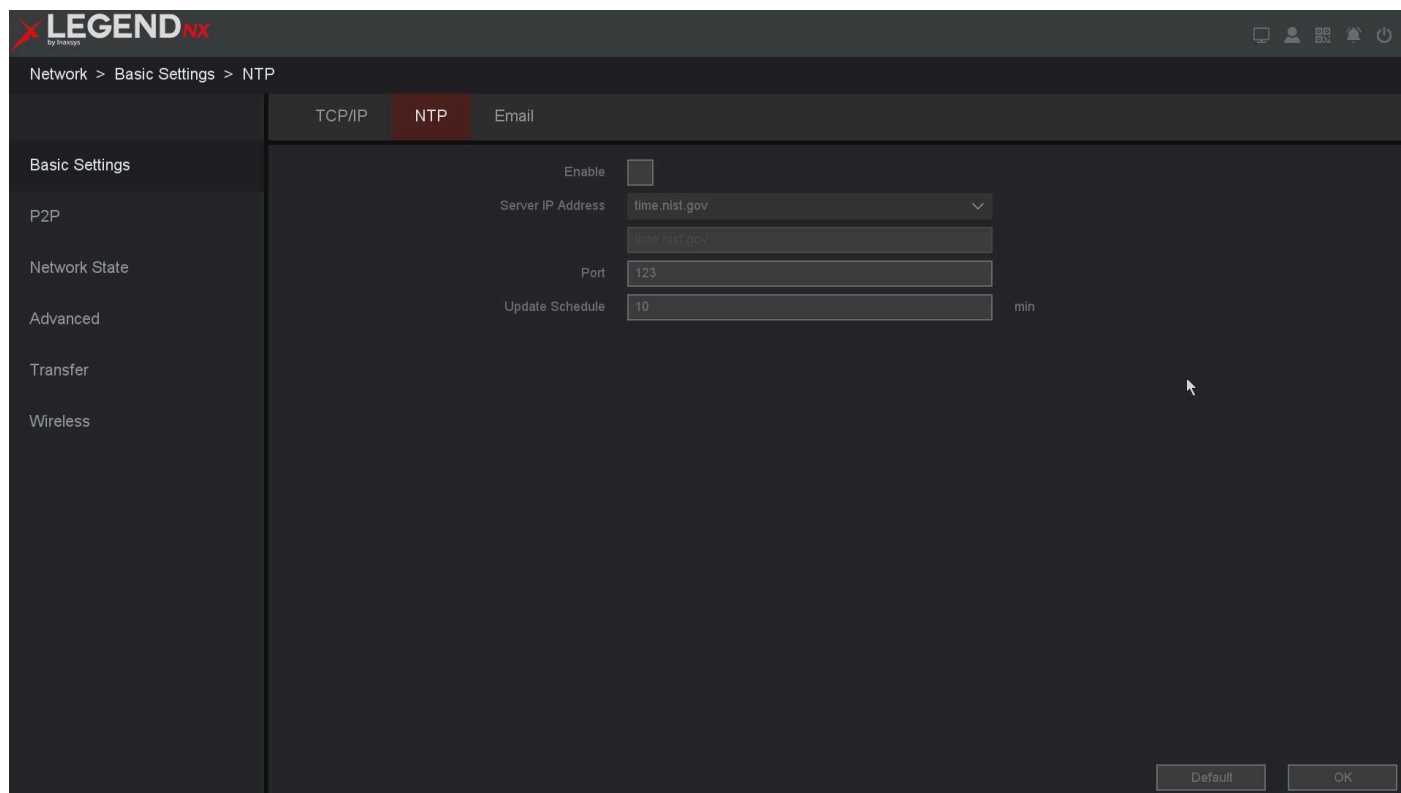 LEGEND NX
by Inaxsys
Network > Basic Settings > NTP
TCP/IP NTP Email
Basic Settings
P2P
Network State
Advanced
Transfer
Wireless
Enable
Server IP Address time.nist.gov
time.nist.gov
Port 123
Update Schedule 10 min
Default OK